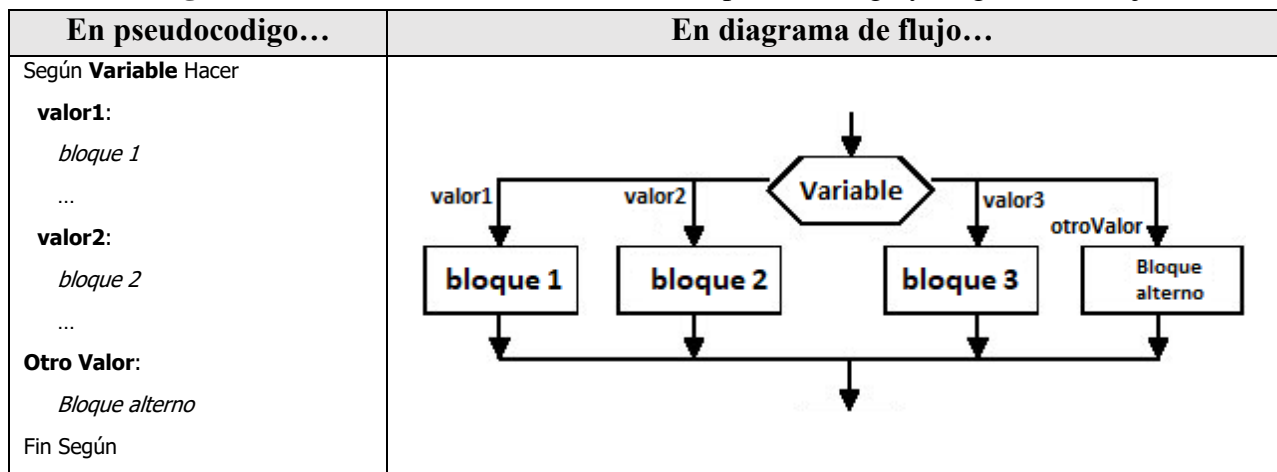 En pseudocodigo…
En diagrama de flujo…
Según Variable Hacer
valor1:
bloque 1
…
valor2:
bloque 2
…
Otro Valor:
Bloque alterno
Fin Según
Variable
valor1
valor2
valor3
otroValor
bloque 1
bloque 2
bloque 3
Bloque
alterno